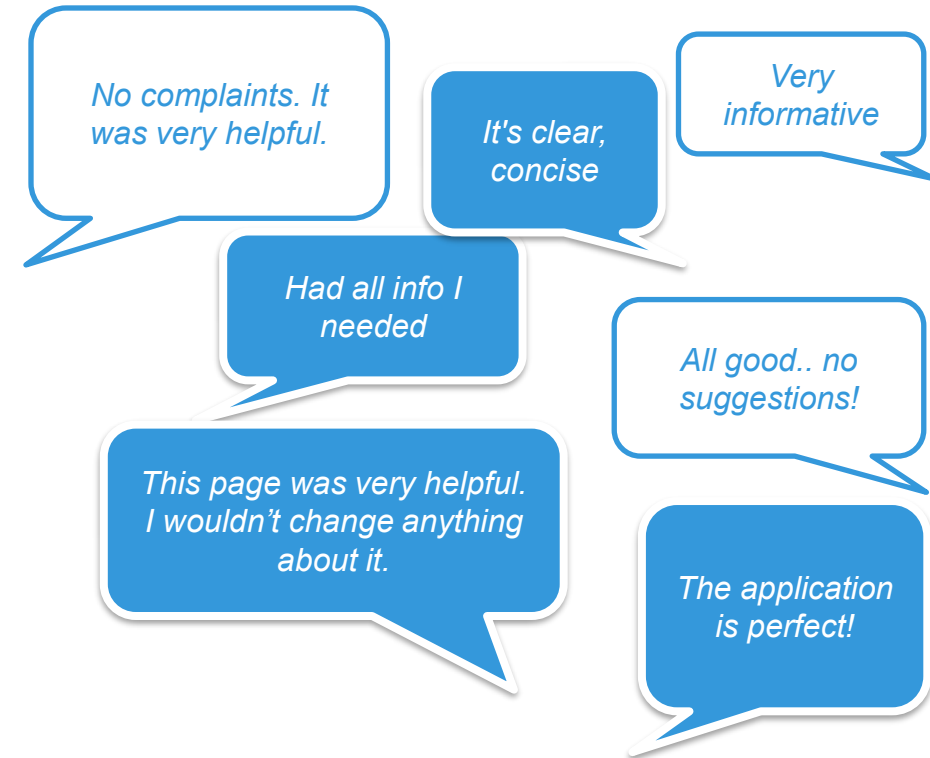 No complaints. It
was very helpful.
It's clear,
concise
Very
informative
Had all info I
needed
All good.. no
suggestions!
This page was very helpful.
I wouldn’t change anything
about it.
The application
is perfect!